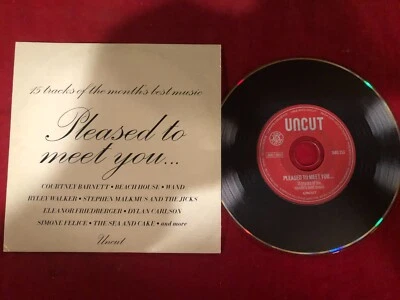 15 tracks of the month's best music
Pleased to
meet you...
COURTNEY BARNETT • BEACH HOUSE • WAND
RYLEY WALKER • STEPHEN MALKMUS AND THE JICKS
ELEANOR FRIEDBERGER • DYLAN CARLSON
SIMONE FELICE • THE SEA AND CAKE • and more
Uncut
UNCUT
PLEASED TO MEET YOU...